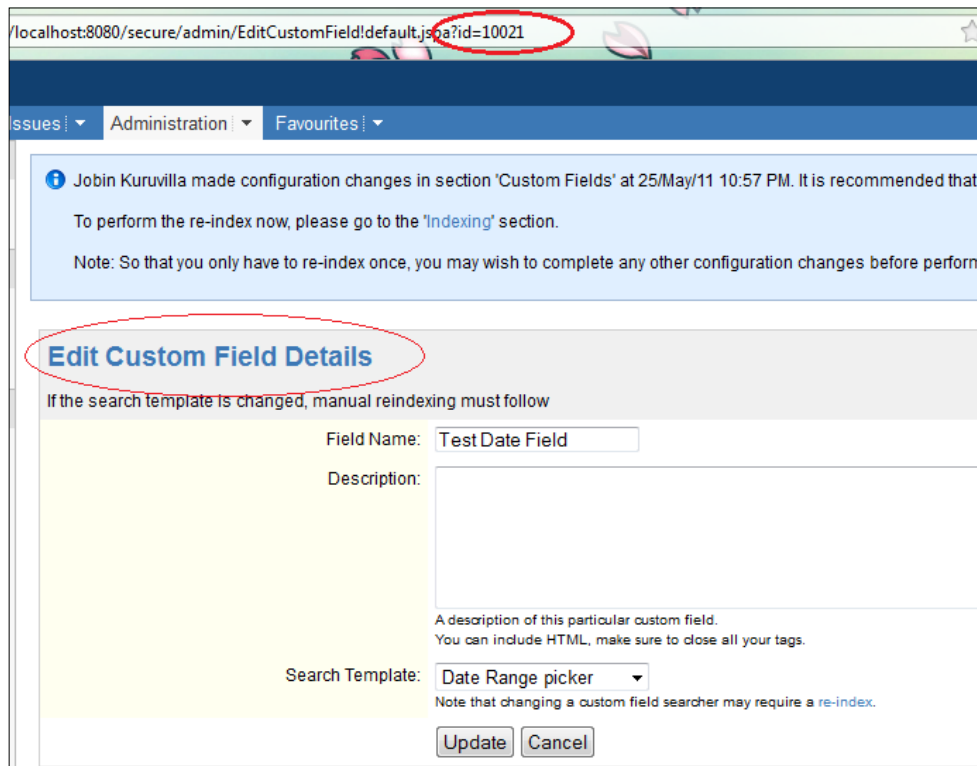 /localhost:8080/secure/admin/EditCustomField!default.jspa?id=10021
Issues Administration Favourites
Jobin Kuruvilla made configuration changes in section 'Custom Fields' at 25/May/11 10:57 PM. It is recommended that
To perform the re-index now, please go to the 'Indexing' section.
Note: So that you only have to re-index once, you may wish to complete any other configuration changes before perform
Edit Custom Field Details
If the search template is changed, manual reindexing must follow
Field Name: Test Date Field
Description:
A description of this particular custom field.
You can include HTML, make sure to close all your tags.
Search Template: Date Range picker
Note that changing a custom field searcher may require a re-index.
Update Cancel